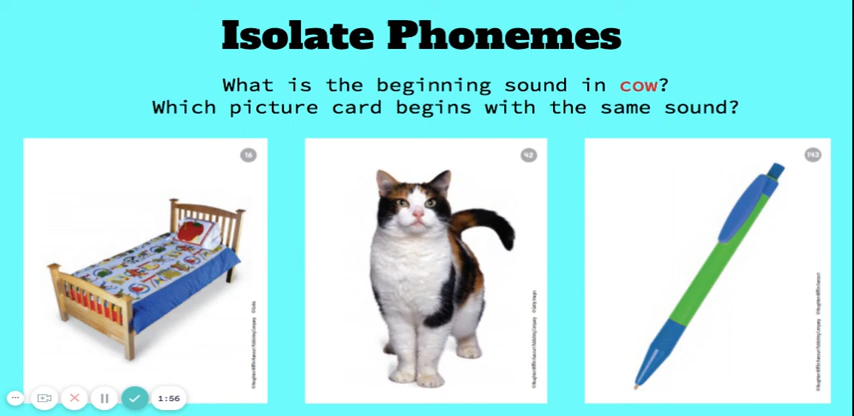 Isolate Phonemes
What is the beginning sound in cow?
Which picture card begins with the same sound?
16
42
143
1:56